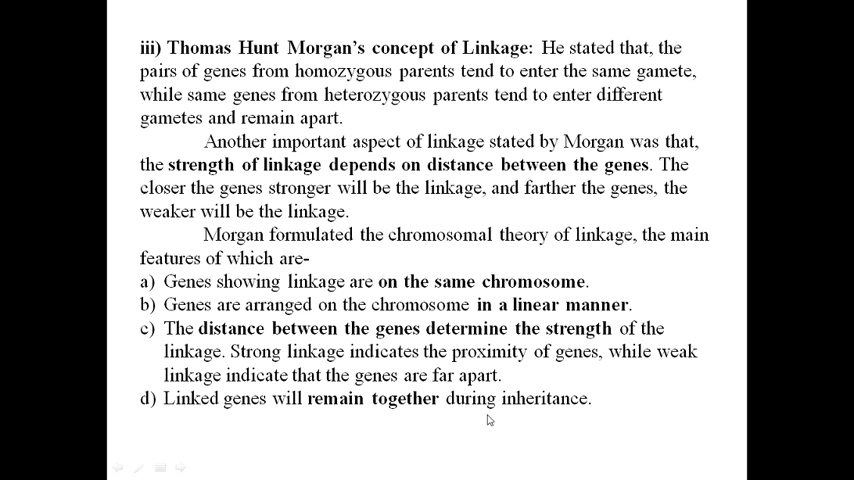 iii) Thomas Hunt Morgan's concept of Linkage: He stated that, the
pairs of genes from homozygous parents tend to enter the same gamete,
while same genes from heterozygous parents tend to enter different
gametes and remain apart.
Another important aspect of linkage stated by Morgan was that,
the strength of linkage depends on distance between the genes. The
closer the genes stronger will be the linkage, and farther the genes, the
weaker will be the linkage.
Morgan formulated the chromosomal theory of linkage, the main
features of which are-
a) Genes showing linkage are on the same chromosome.
b) Genes are arranged on the chromosome in a linear manner.
c) The distance between the genes determine the strength of the
linkage. Strong linkage indicates the proximity of genes, while weak
linkage indicate that the genes are far apart.
d) Linked genes will remain together during inheritance.